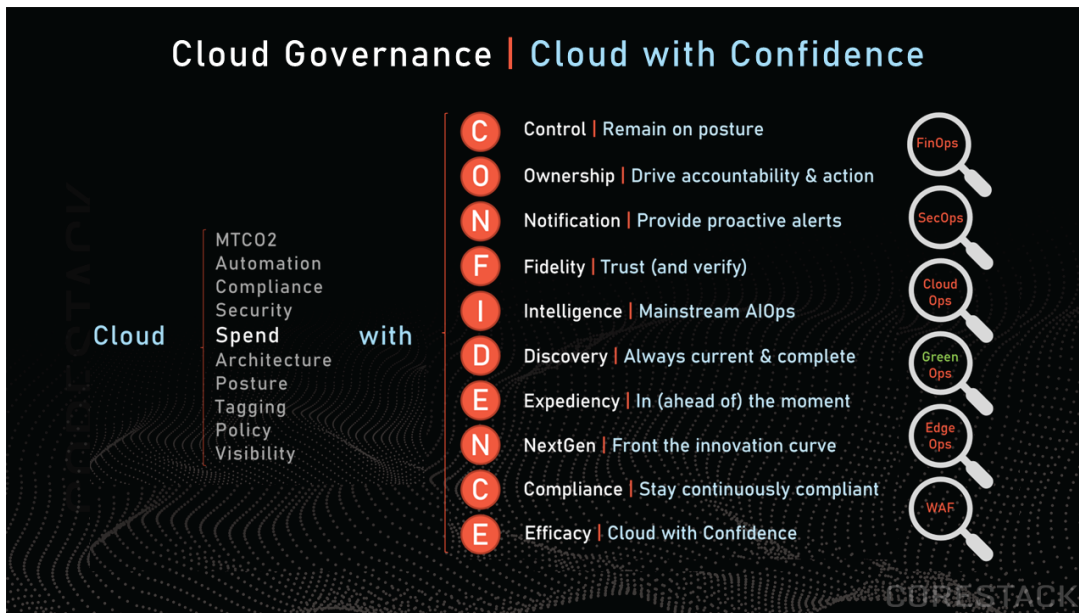 Cloud Governance | Cloud with Confidence
Cloud
MTCO2
Automation
Compliance
Security
Spend
Architecture
Posture
Tagging
Policy
Visibility
with
C Control | Remain on posture
O Ownership | Drive accountability & action
N Notification | Provide proactive alerts
F Fidelity | Trust (and verify)
I Intelligence | Mainstream AIOps
D Discovery | Always current & complete
E Expediency | In (ahead of) the moment
N NextGen | Front the innovation curve
C Compliance | Stay continuously compliant
E Efficacy | Cloud with Confidence
FinOps
SecOps
Cloud
Ops
Green
Ops
Edge
Ops
WAF
CORESTACK
CORESTACK